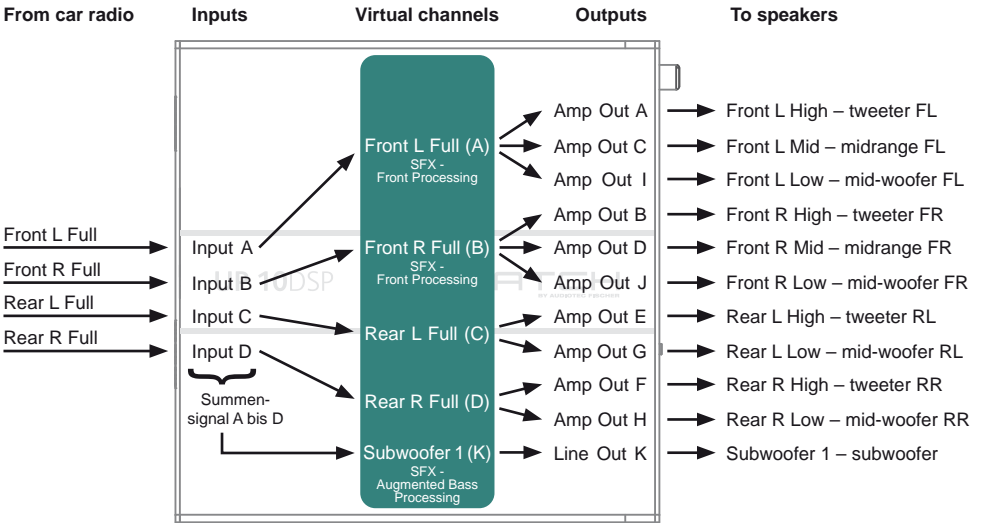 From car radio Inputs Virtual channels Outputs To speakers
Amp Out A Front L High – tweeter FL
Front L Full (A) Amp Out C Front L Mid – midrange FL
SFX -
Front Processing
Amp Out I Front L Low – mid-woofer FL
Amp Out B Front R High – tweeter FR
Front L Full Input A Front R Full (B) Amp Out D Front R Mid – midrange FR
SFX -
Front Processing
Front R Full Input B Amp Out J Front R Low – mid-woofer FR
UP 10DSP
BY AUDIOTEC FISCHER
Rear L Full Input C Amp Out E Rear L High – tweeter RL
Rear L Full (C)
Rear R Full Input D Amp Out G Rear L Low – mid-woofer RL
Amp Out F Rear R High – tweeter RR
Summen-
signal A bis D
Rear R Full (D)
Amp Out H Rear R Low – mid-woofer RR
Subwoofer 1 (K) Line Out K Subwoofer 1 – subwoofer
SFX -
Augmented Bass
Processing